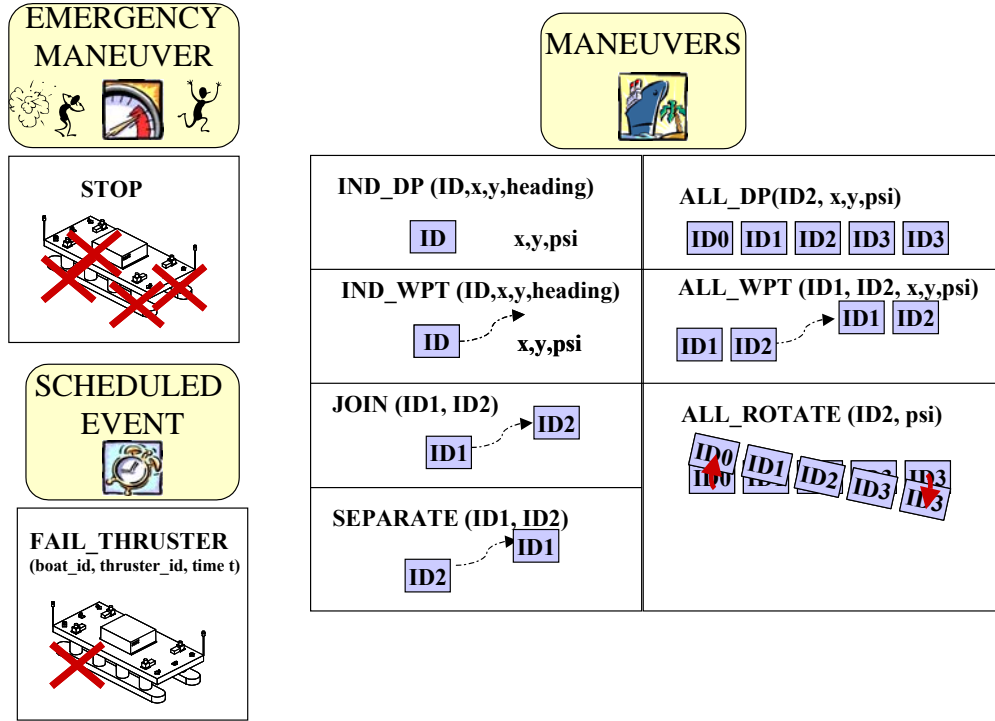 EMERGENCY
MANEUVER
STOP
SCHEDULED
EVENT
FAIL_THRUSTER
(boat_id, thruster_id, time t)
MANEUVERS
IND_DP (ID,x,y,heading)
ID x,y,psi
IND_WPT (ID,x,y,heading)
ID x,y,psi
JOIN (ID1, ID2)
ID2
ID1
SEPARATE (ID1, ID2)
ID1
ID2
ALL_DP(ID2, x,y,psi)
ID0 ID1 ID2 ID3 ID3
ALL_WPT (ID1, ID2, x,y,psi)
ID1 ID2
ID1 ID2
ALL_ROTATE (ID2, psi)
ID0 ID1 ID2 ID3 ID3
ID0 ID3